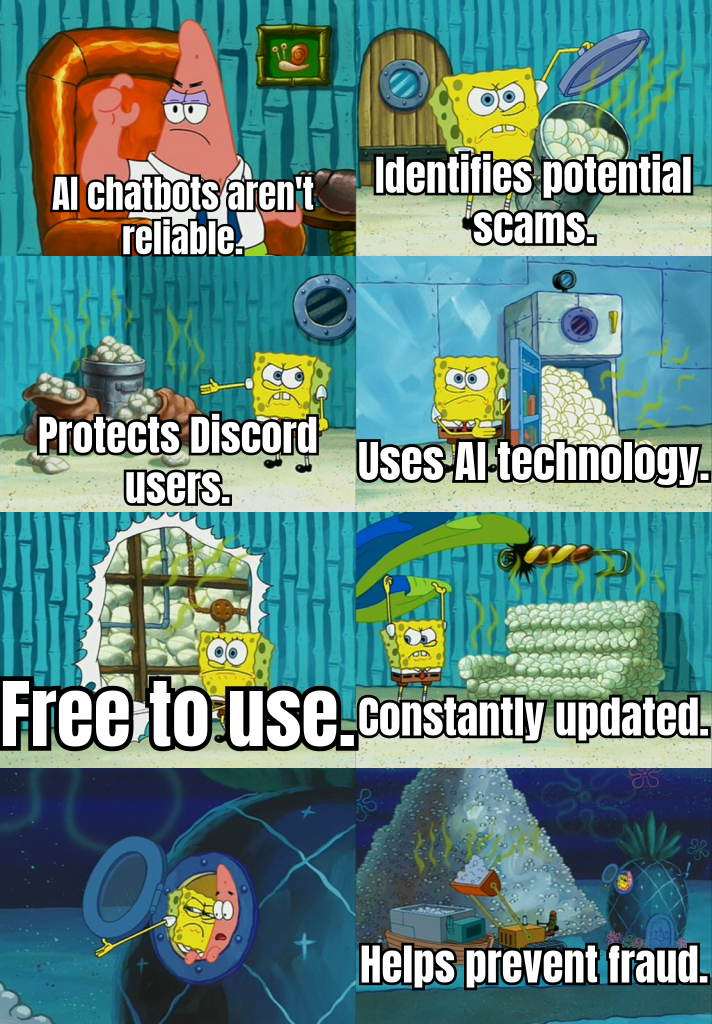 AI chatbots aren't
reliable.
Identifies potential
scams.
Protects Discord
users.
Uses AI technology.
Free to use.
Constantly updated.
Helps prevent fraud.